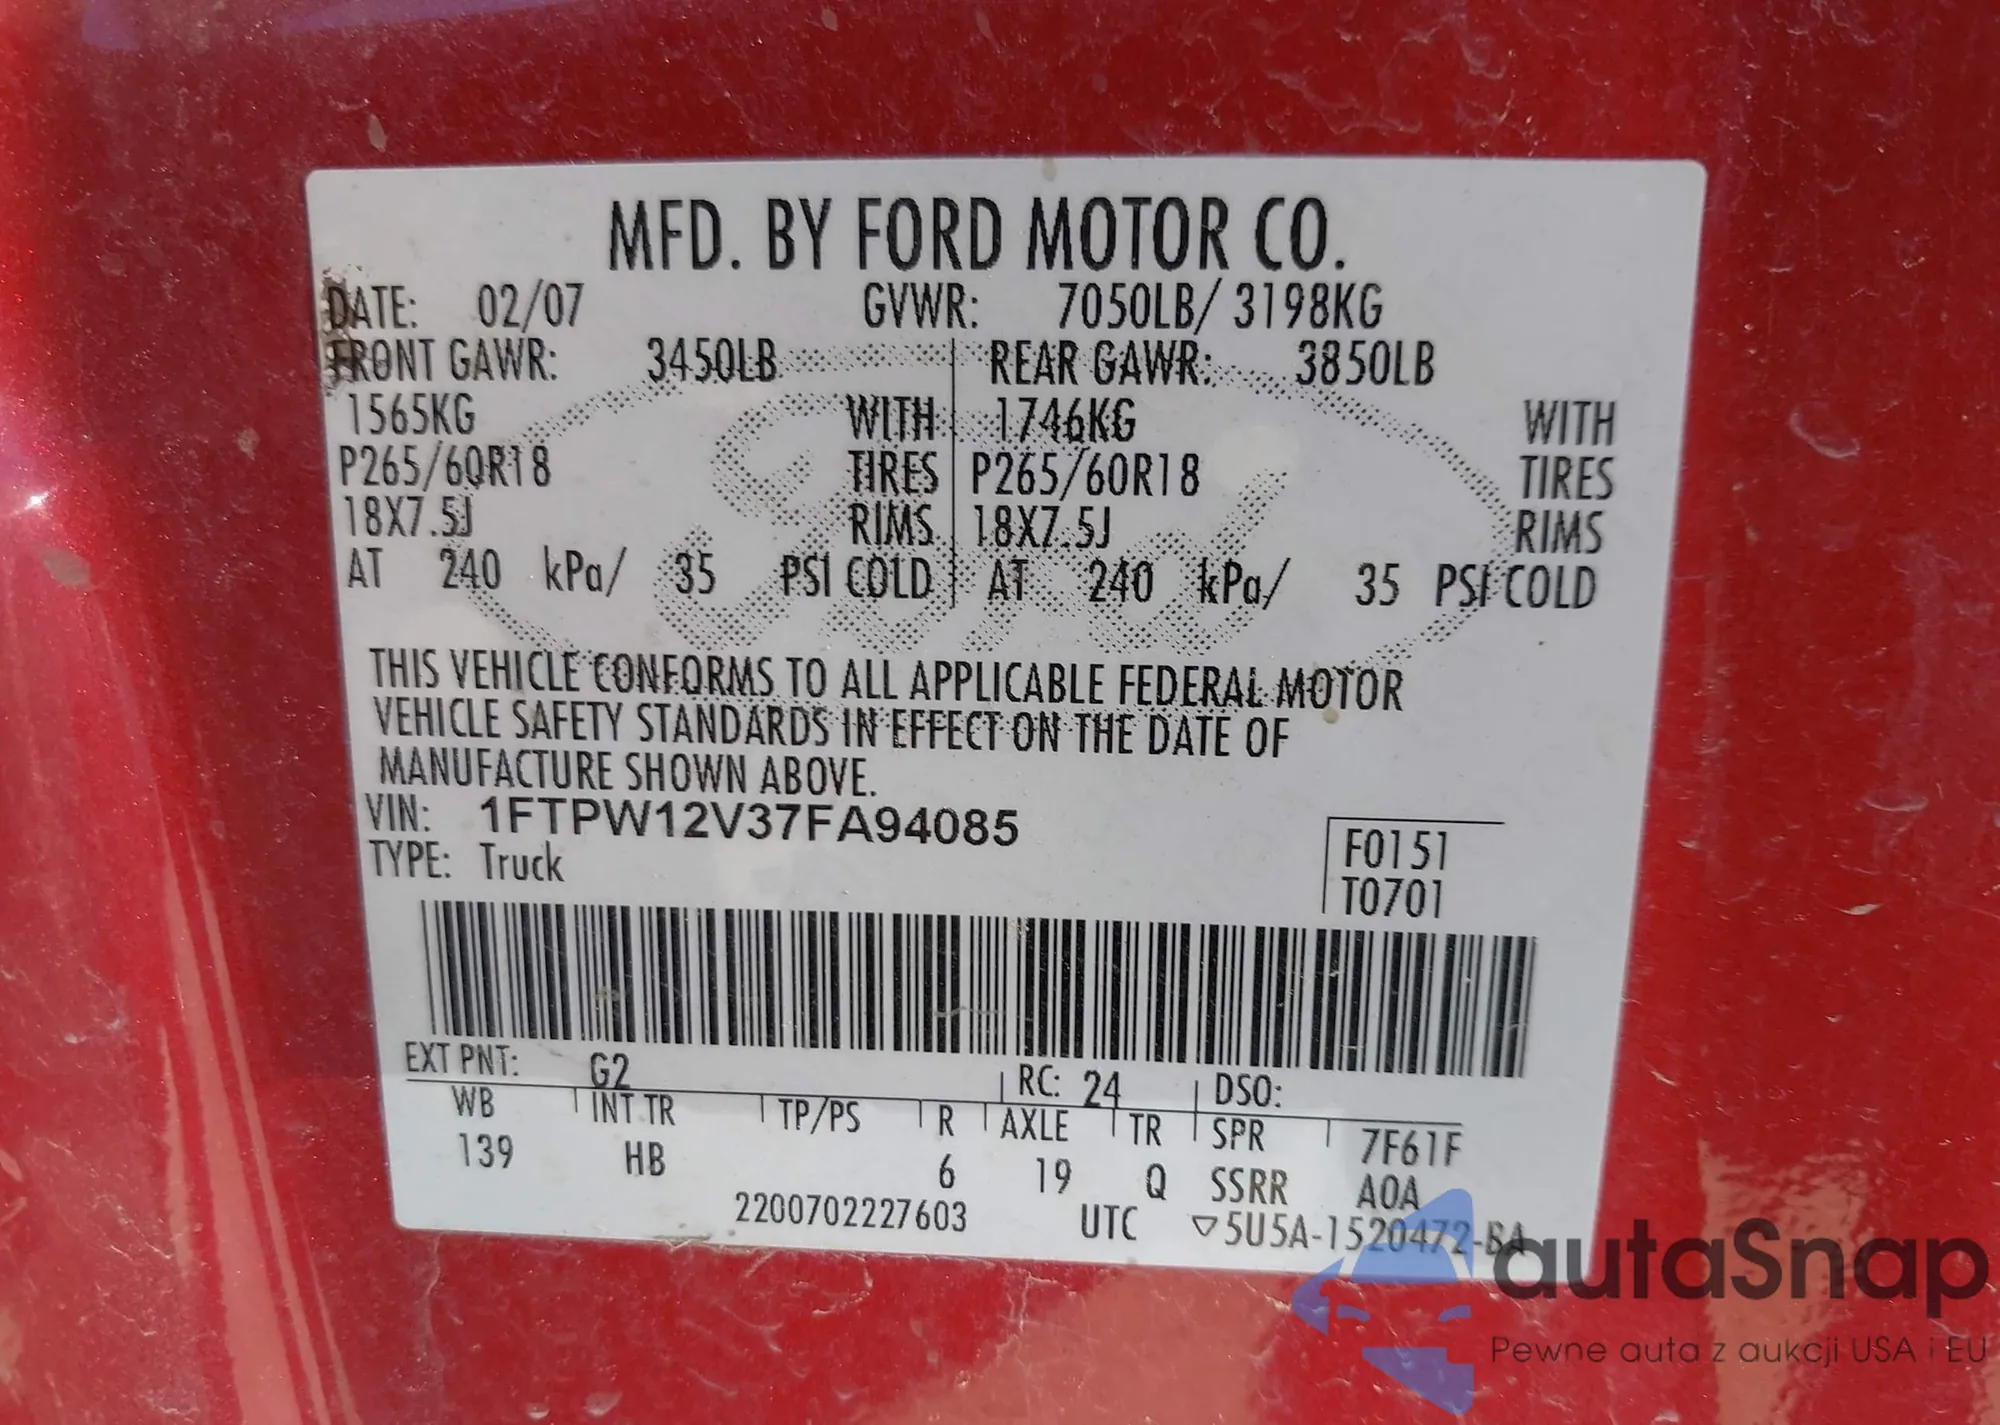 MFD. BY FORD MOTOR CO.
DATE: 02/07 GVWR: 7050LB/ 3198KG
FRONT GAWR: 3450LB REAR GAWR: 3850LB
1565KG WITH 1746KG WITH
P265/60R18 TIRES P265/60R18 TIRES
18X7.5J RIMS 18X7.5J RIMS
AT 240 kPa/ 35 PSI COLD AT 240 kPa/ 35 PSI COLD
THIS VEHICLE CONFORMS TO ALL APPLICABLE FEDERAL MOTOR
VEHICLE SAFETY STANDARDS IN EFFECT ON THE DATE OF
MANUFACTURE SHOWN ABOVE.
VIN: 1FTPW12V37FA94085
TYPE: Truck
F0151
T0701
EXT PNT: G2 RC: 24 DSO:
WB INT TR TP/PS R AXLE TR SPR 7F61F
139 HB 6 19 Q SSRR A0A
2200702227603 UTC ▽5U5A-1520472-BA
Ford
autaSnap
Pewne auta z aukcji USA i EU